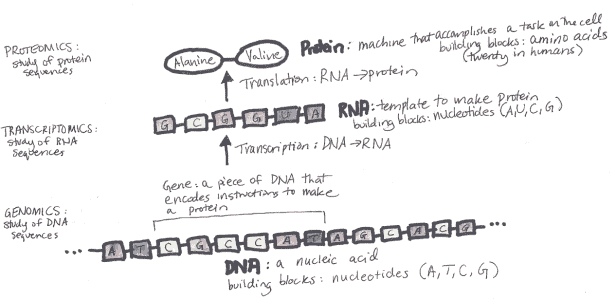 PROTEOMICS:
study of protein
sequences
Alanine Valine
Protein: machine that accomplishes a task in the cell
building blocks: amino acids
(twenty in humans)
Translation: RNA → protein
TRANSCRIPTOMICS:
study of RNA
sequences
G C G G U A
RNA: template to make protein
building blocks: nucleotides (A, U, C, G)
Transcription: DNA → RNA
Gene: a piece of DNA that
encodes instructions to make
a protein
GENOMICS:
study of DNA
sequences
... A T C G C C A T A G C A C G ...
DNA: a nucleic acid
building blocks: nucleotides (A, T, C, G)